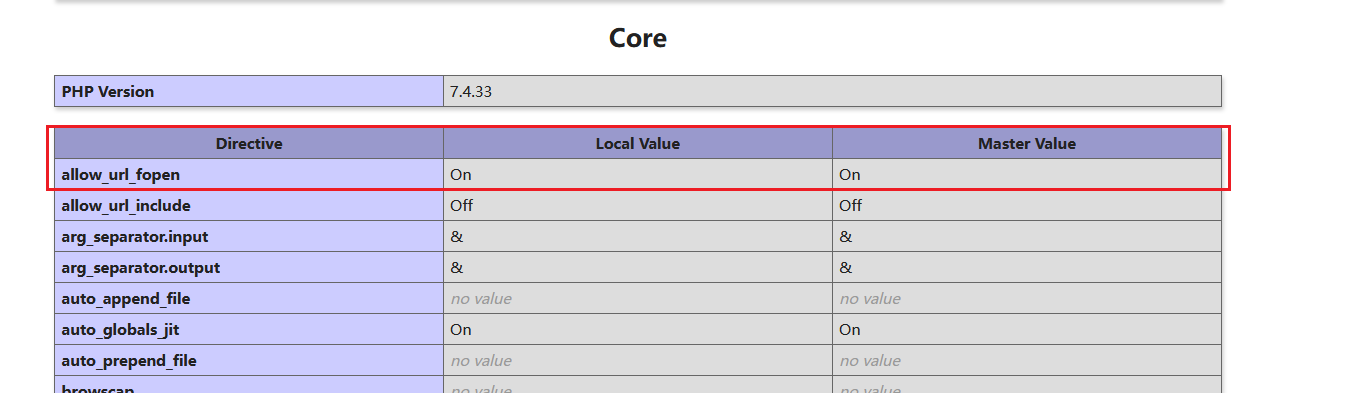 Core
PHP Version 7.4.33
Directive Local Value Master Value
allow_url_fopen On On
allow_url_include Off Off
arg_separator.input & &
arg_separator.output & &
auto_append_file no value no value
auto_globals_jit On On
auto_prepend_file no value no value
browscap no value no value